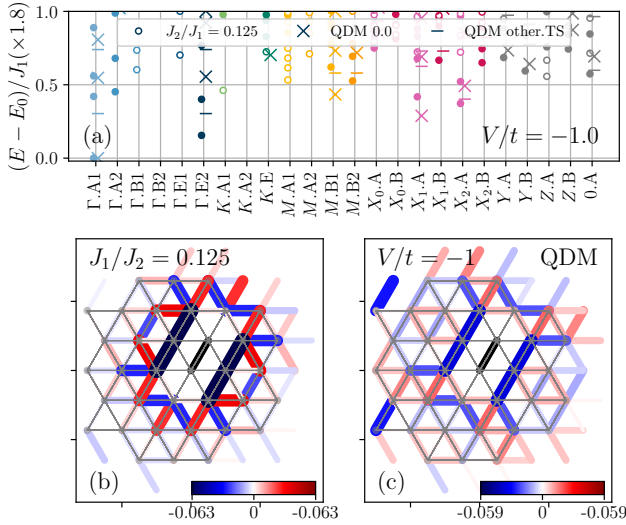 (E − E₀)/J₁(×1.8)
1.0
0.5
0.0
J₂/J₁ = 0.125
QDM 0.0
QDM other.TS
(a)
V/t = −1.0
Γ.A1
Γ.A2
Γ.B1
Γ.B2
Γ.E1
Γ.E2
K.A1
K.A2
K.E
M.A1
M.A2
M.B1
M.B2
X₀.A
X₀.B
X₁.A
X₁.B
X₂.A
X₂.B
Y.A
Y.B
Z.A
Z.B
0.A
J₁/J₂ = 0.125
(b)
-0.063
0
-0.063
V/t = −1
QDM
(c)
-0.059
0
-0.059